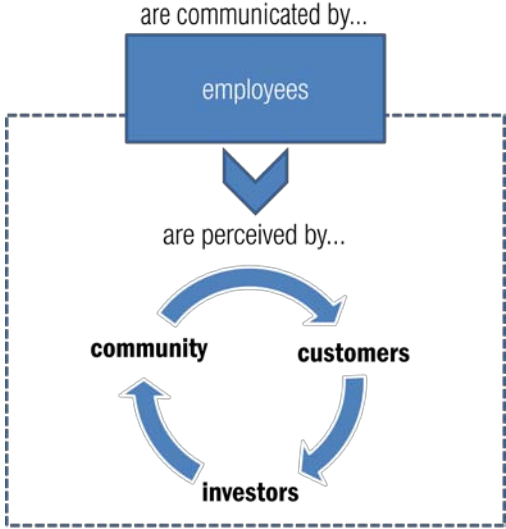 are communicated by...
employees
are perceived by...
community
customers
investors